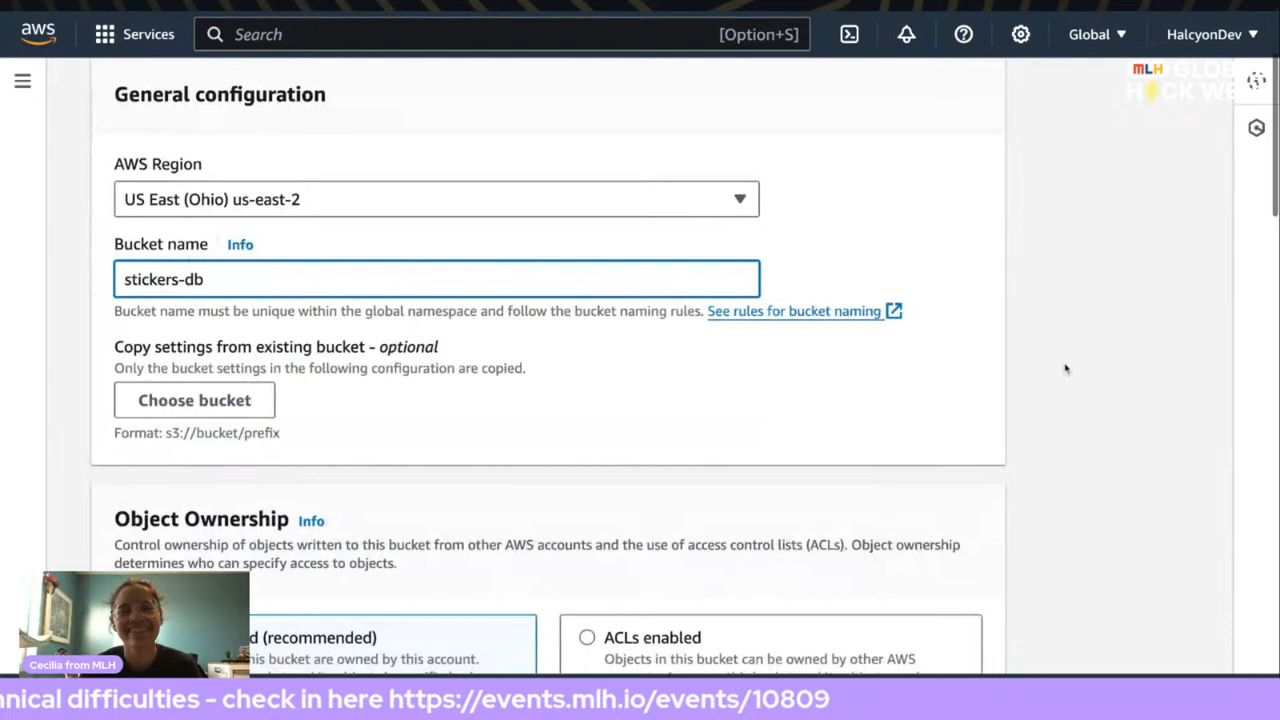 aws Services Search [Option+S] Global HalcyonDev
MLH GLOB
HACK WE
General configuration
AWS Region
US East (Ohio) us-east-2
Bucket name Info
stickers-db
Bucket name must be unique within the global namespace and follow the bucket naming rules. See rules for bucket naming
Copy settings from existing bucket - optional
Only the bucket settings in the following configuration are copied.
Choose bucket
Format: s3://bucket/prefix
Object Ownership Info
Control ownership of objects written to this bucket from other AWS accounts and the use of access control lists (ACLs). Object ownership
determines who can specify access to objects.
d (recommended)
his bucket are owned by this account.
ACLs enabled
Objects in this bucket can be owned by other AWS
Cecilia from MLH
hnical difficulties - check in here https://events.mlh.io/events/10809